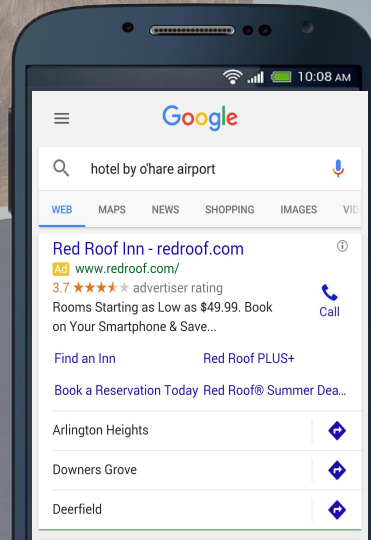 10:08 AM
Google
hotel by o'hare airport
WEB MAPS NEWS SHOPPING IMAGES VID
Red Roof Inn - redroof.com
Ad www.redroof.com/
3.7 advertiser rating
Rooms Starting as Low as $49.99. Book
on Your Smartphone & Save...
Call
Find an Inn Red Roof PLUS+
Book a Reservation Today Red Roof® Summer Dea...
Arlington Heights
Downers Grove
Deerfield